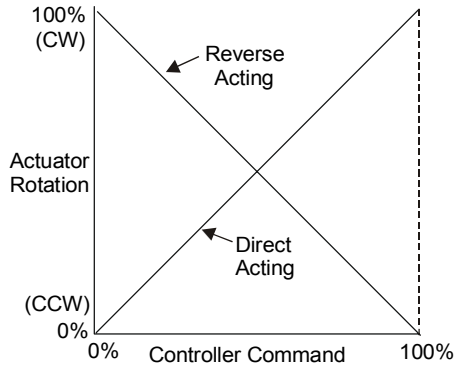 100%
(CW)
Reverse
Acting
Actuator
Rotation
Direct
Acting
(CCW)
0%
0%
Controller Command
100%